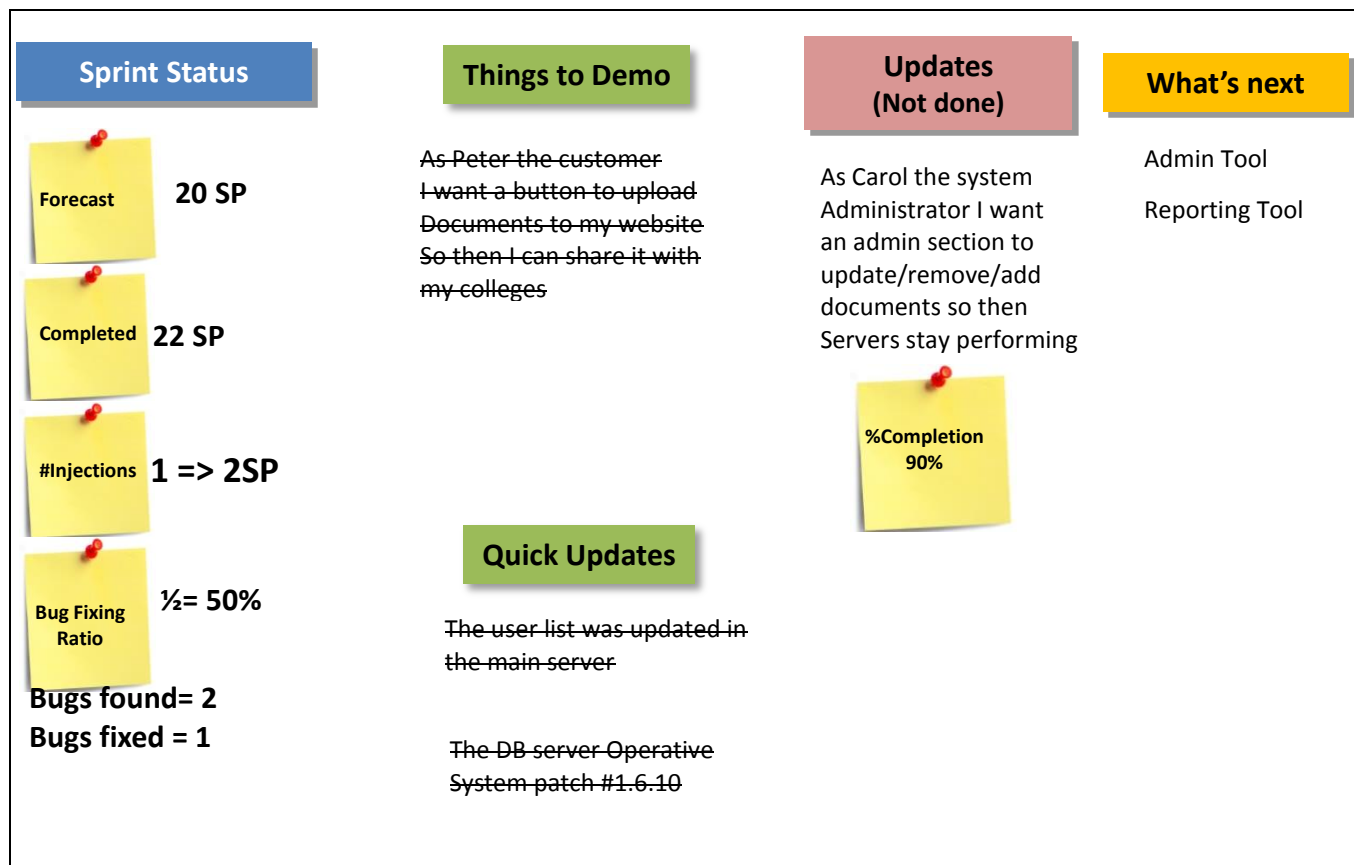 Sprint Status
Forecast
20 SP
Completed
22 SP
#Injections
1 => 2SP
Bug Fixing
Ratio
½= 50%
Bugs found= 2
Bugs fixed = 1
Things to Demo
As Peter the customer
I want a button to upload
Documents to my website
So then I can share it with
my colleges
Quick Updates
The user list was updated in
the main server
The DB server Operative
System patch #1.6.10
Updates
(Not done)
As Carol the system
Administrator I want
an admin section to
update/remove/add
documents so then
Servers stay performing
%Completion
90%
What’s next
Admin Tool
Reporting Tool